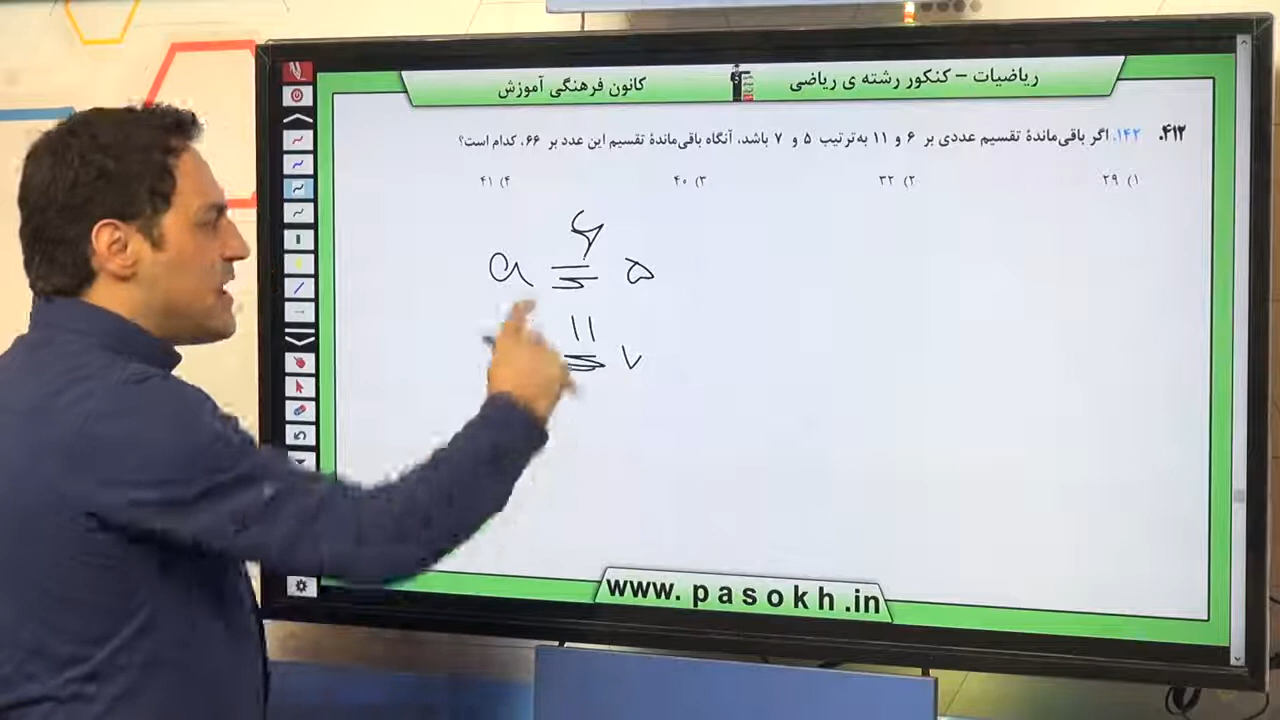 ریاضیات – کنکور رشته ی ریاضی
کانون فرهنگی آموزش
۴۱۲. ۱۴۲. اگر باقی‌ماندهٔ تقسیم عددی بر ۶ و ۱۱ به‌ترتیب ۵ و ۷ باشد، آنگاه باقی‌ماندهٔ تقسیم این عدد بر ۶۶، کدام است؟
۱) ۲۹ ۲) ۳۲ ۳) ۴۰ ۴) ۴۱
a ≡ ۵
۶
≡ ۷
۱۱
www. pasokh .in